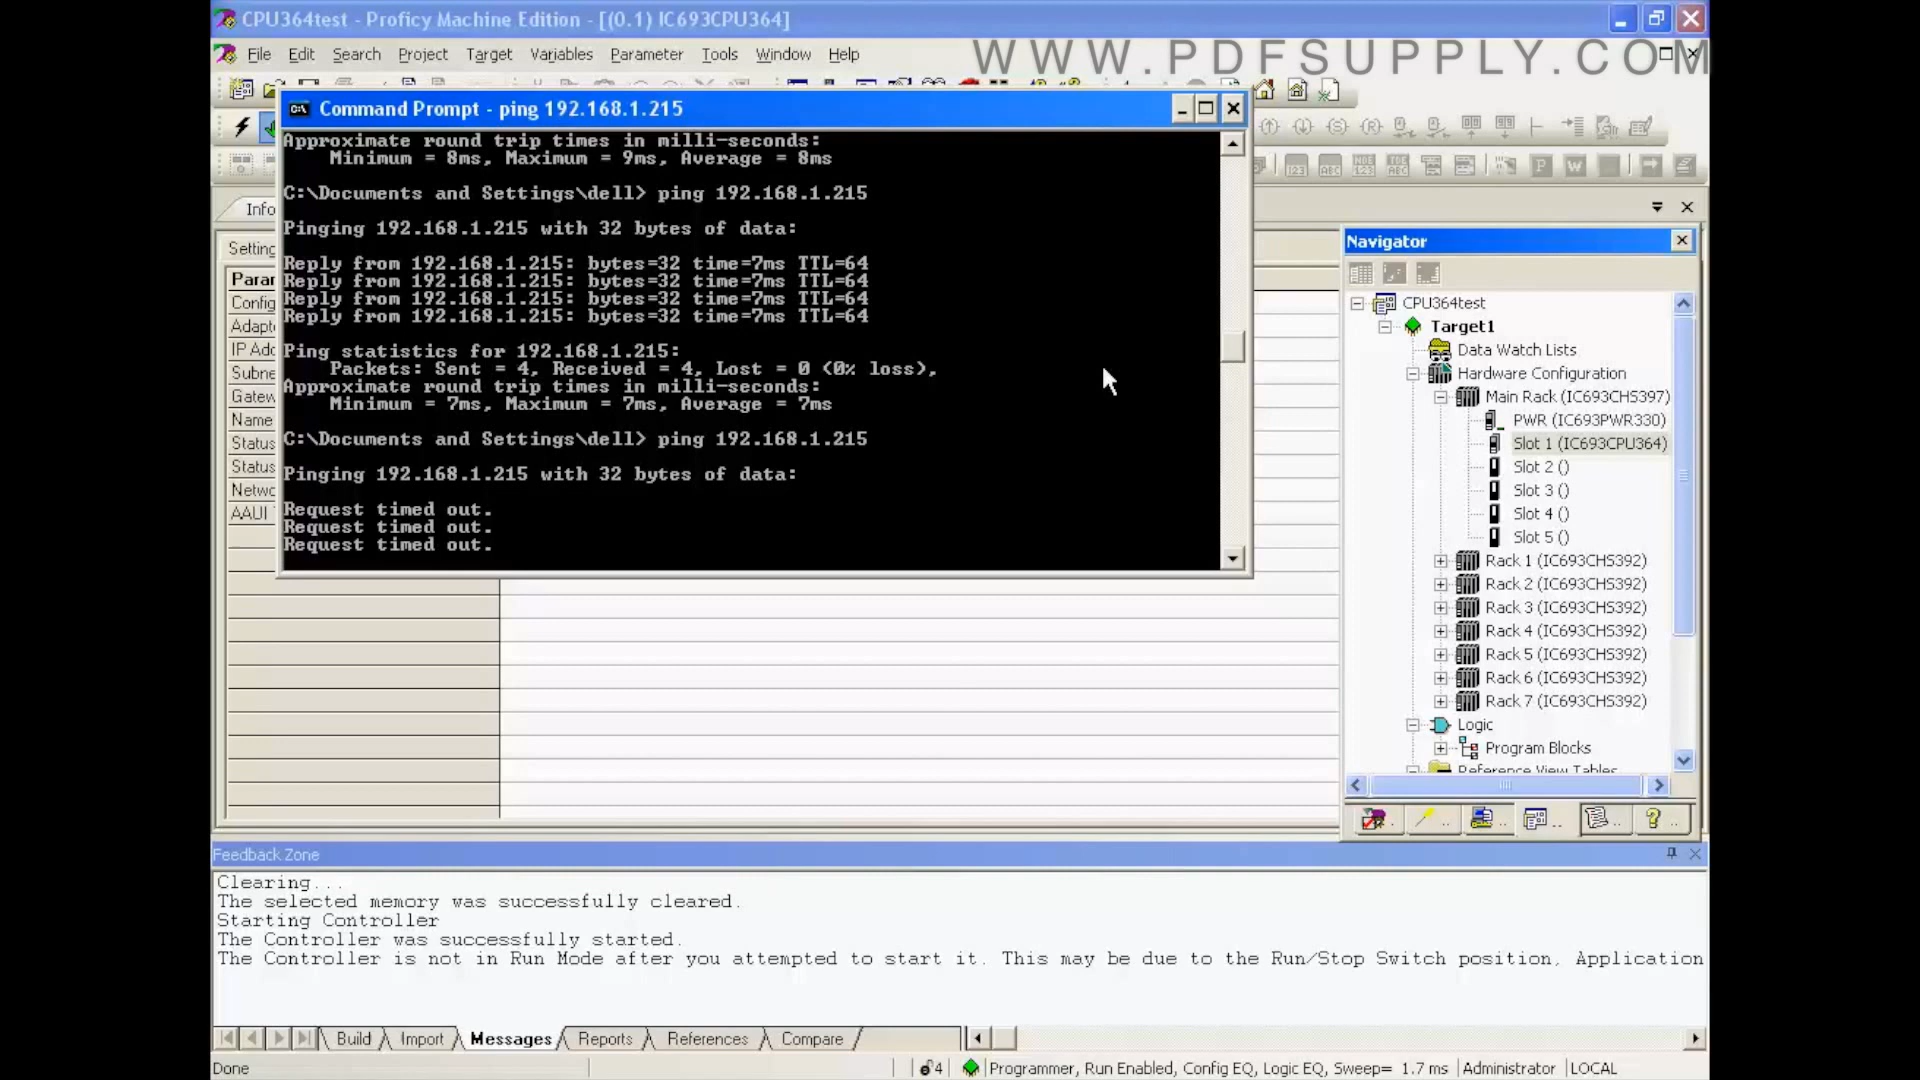 CPU364test - Proficy Machine Edition - [(0.1) IC693CPU364]
WWW.PDFSUPPLY.COM
File Edit Search Project Target Variables Parameter Tools Window Help
Command Prompt - ping 192.168.1.215
Approximate round trip times in milli-seconds:
Minimum = 8ms, Maximum = 9ms, Average = 8ms
C:\Documents and Settings\dell> ping 192.168.1.215
Pinging 192.168.1.215 with 32 bytes of data:
Reply from 192.168.1.215: bytes=32 time=7ms TTL=64
Reply from 192.168.1.215: bytes=32 time=7ms TTL=64
Reply from 192.168.1.215: bytes=32 time=7ms TTL=64
Reply from 192.168.1.215: bytes=32 time=7ms TTL=64
Ping statistics for 192.168.1.215:
Packets: Sent = 4, Received = 4, Lost = 0 (0% loss),
Approximate round trip times in milli-seconds:
Minimum = 7ms, Maximum = 7ms, Average = 7ms
C:\Documents and Settings\dell> ping 192.168.1.215
Pinging 192.168.1.215 with 32 bytes of data:
Request timed out.
Request timed out.
Request timed out.
Info
Setting
Parar
Config
Adapt
IP Add
Subne
Gatew
Name
Status
Status
Netwo
AAUI
Navigator
CPU364test
Target1
Data Watch Lists
Hardware Configuration
Main Rack (IC693CHS397)
PWR (IC693PWR330)
Slot 1 (IC693CPU364)
Slot 2 ()
Slot 3 ()
Slot 4 ()
Slot 5 ()
Rack 1 (IC693CHS392)
Rack 2 (IC693CHS392)
Rack 3 (IC693CHS392)
Rack 4 (IC693CHS392)
Rack 5 (IC693CHS392)
Rack 6 (IC693CHS392)
Rack 7 (IC693CHS392)
Logic
Program Blocks
Reference View Tables
Feedback Zone
Clearing...
The selected memory was successfully cleared.
Starting Controller
The Controller was successfully started.
The Controller is not in Run Mode after you attempted to start it. This may be due to the Run/Stop Switch position, Application
Build Import Messages Reports References Compare
Done
4 Programmer, Run Enabled, Config EQ, Logic EQ, Sweep= 1.7 ms Administrator LOCAL